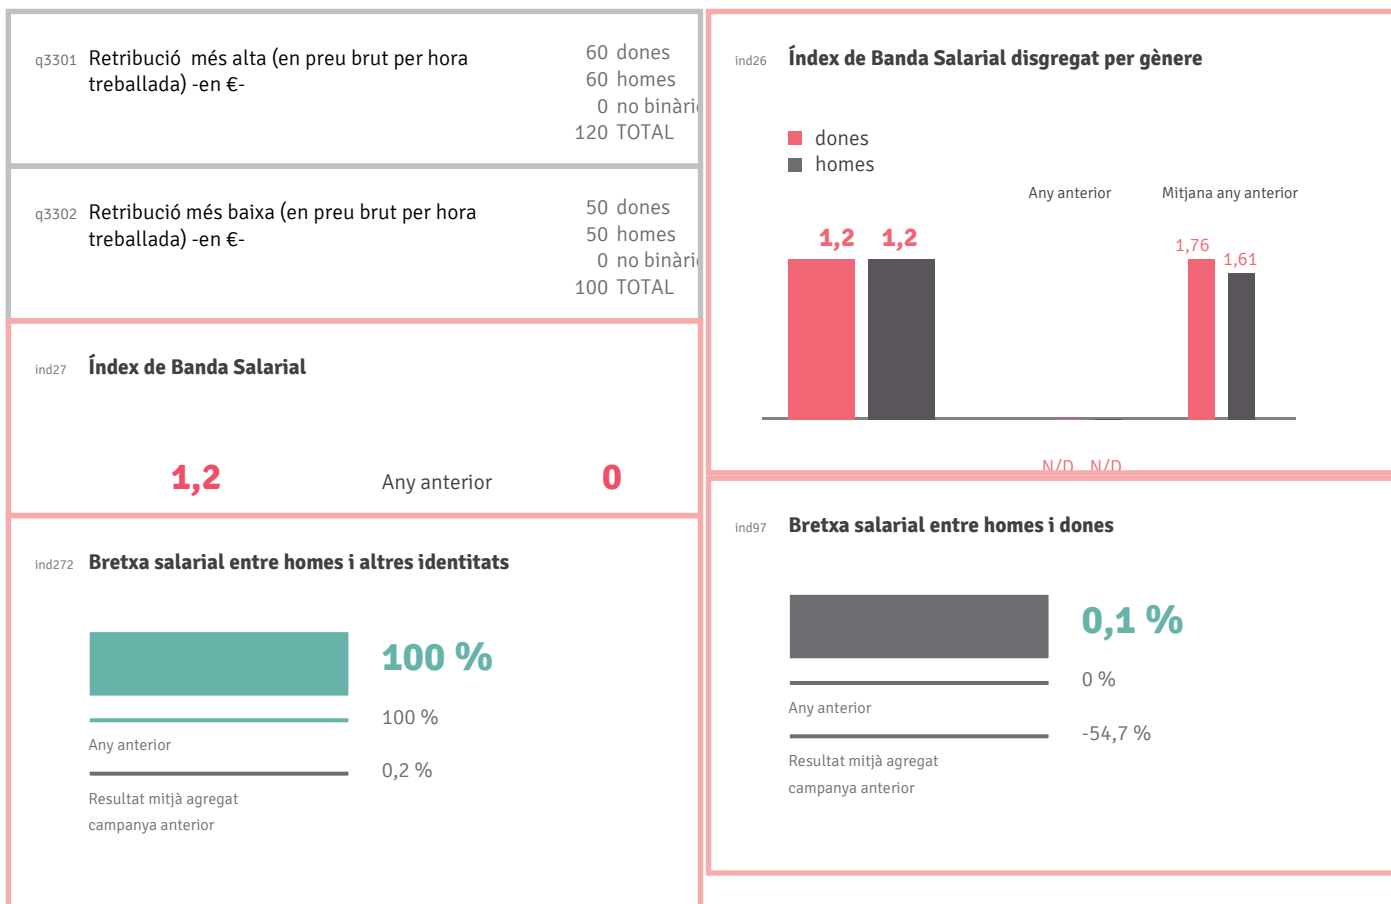 q3301 Retribució  més alta (en preu brut per hora
treballada) -en €-
60 dones
60 homes
0 no binàri
120 TOTAL
q3302 Retribució més baixa (en preu brut per hora
treballada) -en €-
50 dones
50 homes
0 no binàri
100 TOTAL
ind27 Índex de Banda Salarial
1,2 Any anterior 0
ind272 Bretxa salarial entre homes i altres identitats
100 %
100 %
Any anterior
0,2 %
Resultat mitjà agregat
campanya anterior
ind26 Índex de Banda Salarial disgregat per gènere
dones
homes
Any anterior Mitjana any anterior
1,2 1,2 1,76 1,61
N/D N/D
ind97 Bretxa salarial entre homes i dones
0,1 %
0 %
Any anterior
-54,7 %
Resultat mitjà agregat
campanya anterior